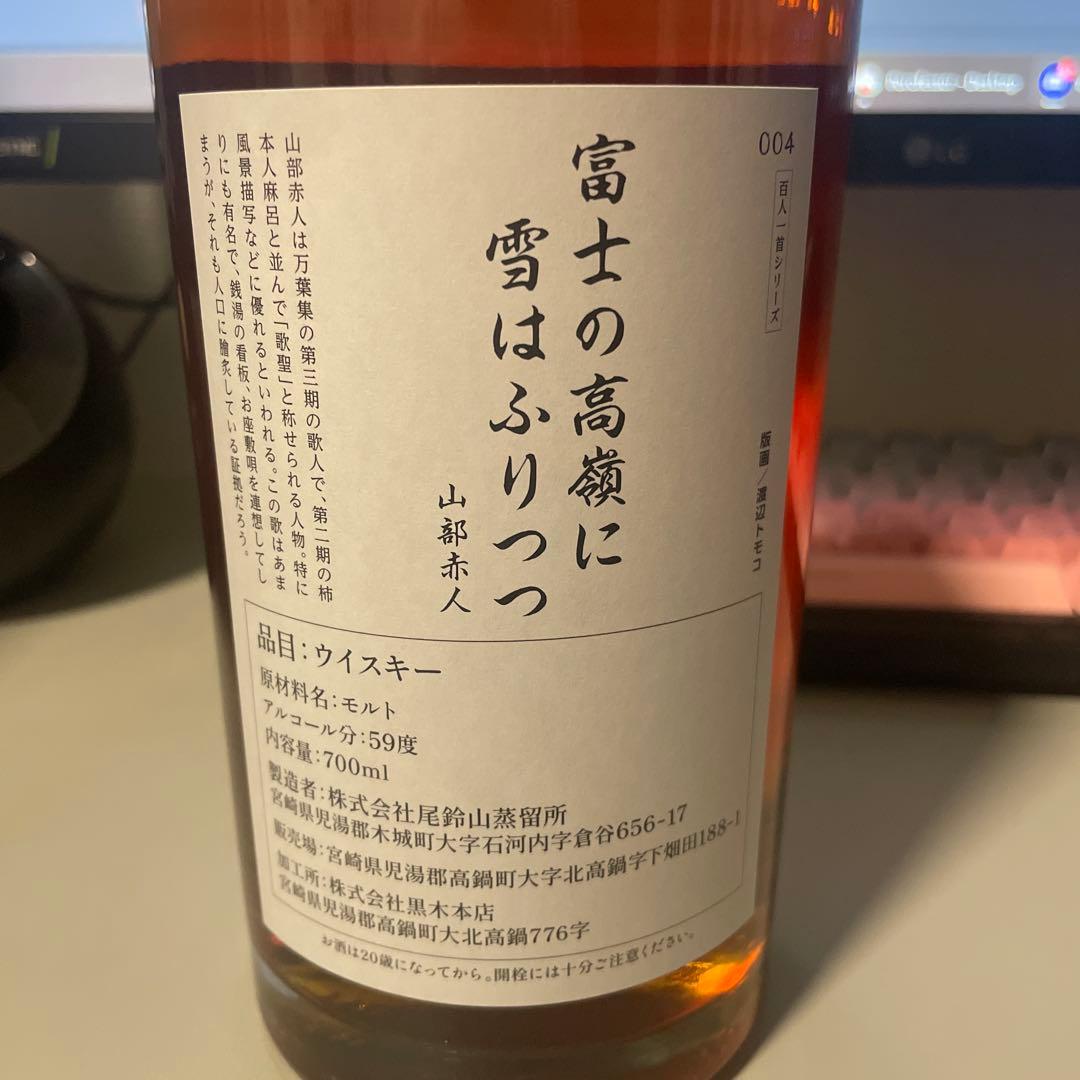 004
百人一首シリーズ
版画／渡辺トモコ
富士の高嶺に
雪はふりつつ
山部赤人
山部赤人は万葉集の第三期の歌人で、第二期の柿
本人麻呂と並んで「歌聖」と称せられる人物。特に
風景描写などに優れるといわれる。この歌はあま
りにも有名で、銭湯の看板、お座敷唄を連想してし
まうが、それも人口に膾炙している証拠だろう。
品目：ウイスキー
原材料名：モルト
アルコール分：59度
内容量：700ml
製造者：株式会社尾鈴山蒸留所
宮崎県児湯郡木城町大字石河内字倉谷656-17
販売場：宮崎県児湯郡高鍋町大字北高鍋字下畑田188-1
加工所：株式会社黒木本店
宮崎県児湯郡高鍋町大北高鍋776字
お酒は20歳になってから。開栓には十分ご注意ください。
LG